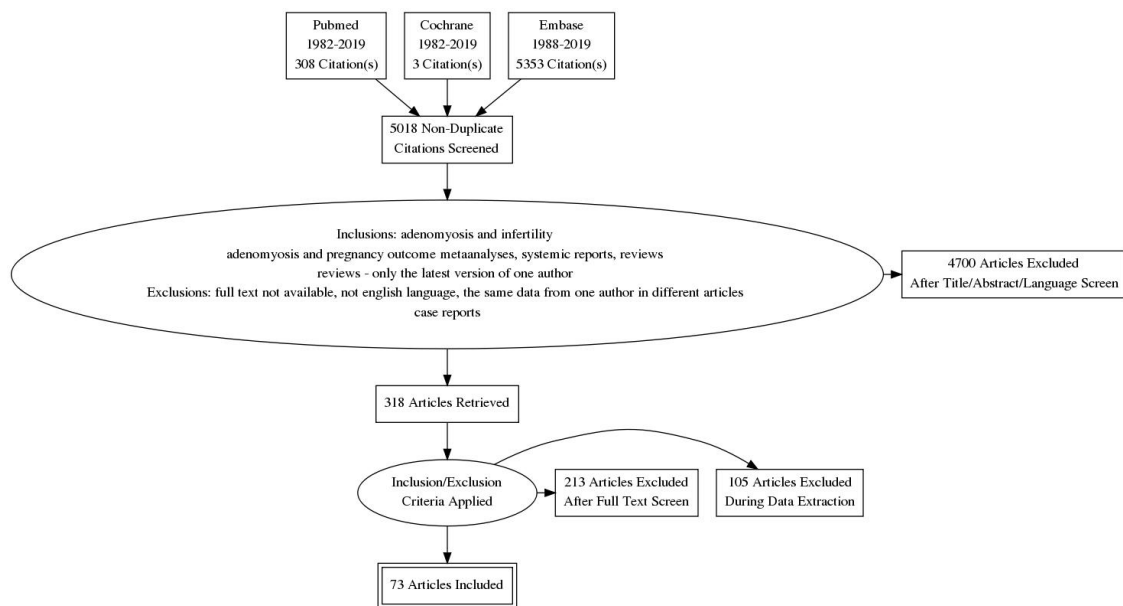 Pubmed
1982-2019
308 Citation(s)
Cochrane
1982-2019
3 Citation(s)
Embase
1988-2019
5353 Citation(s)
5018 Non-Duplicate
Citations Screened
Inclusions: adenomyosis and infertility
adenomyosis and pregnancy outcome metaanalyses, systemic reports, reviews
reviews - only the latest version of one author
Exclusions: full text not available, not english language, the same data from one author in different articles
case reports
4700 Articles Excluded
After Title/Abstract/Language Screen
318 Articles Retrieved
Inclusion/Exclusion
Criteria Applied
213 Articles Excluded
After Full Text Screen
105 Articles Excluded
During Data Extraction
73 Articles Included